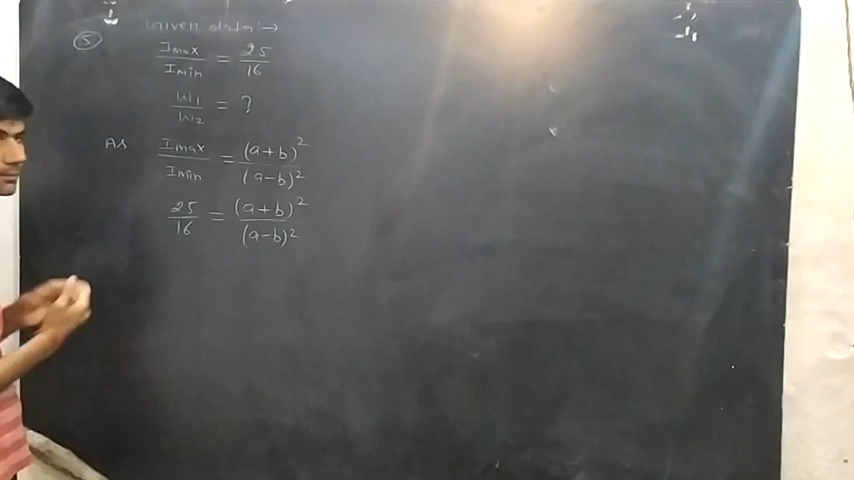 Given data :→
(5)
Imax/Imin = 25/16
W1/W2 = ?
As Imax/Imin = (a+b)²/(a-b)²
25/16 = (a+b)²/(a-b)²